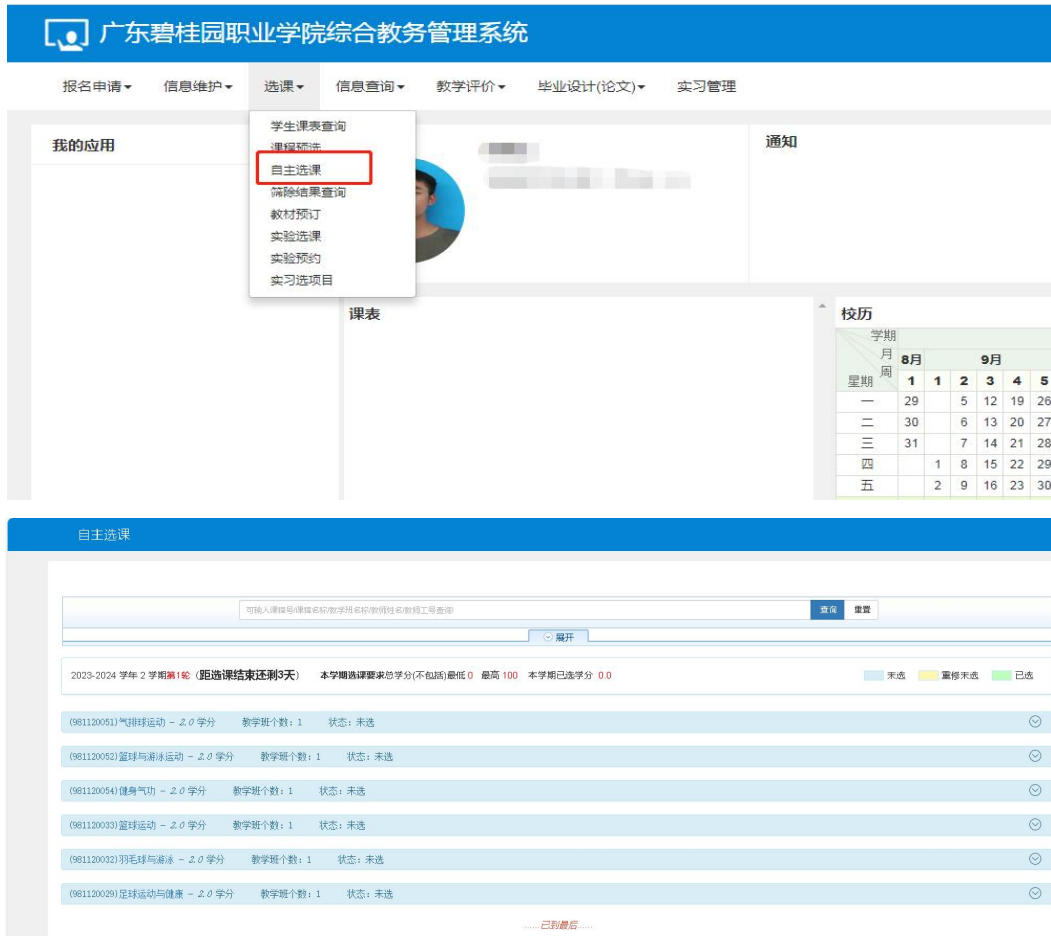 广东碧桂园职业学院综合教务管理系统
报名申请 信息维护 选课 信息查询 教学评价 毕业设计(论文) 实习管理
我的应用
学生课表查询
课程预选
自主选课
筛除结果查询
教材预订
实验选课
实验预约
实习选项目
通知
课表
校历
学期
月 8月 9月
周
星期 1 1 2 3 4 5
一 29 5 12 19 26
二 30 6 13 20 27
三 31 7 14 21 28
四 1 8 15 22 29
五 2 9 16 23 30
自主选课
可输入课程号/课程名称/教学班名称/教师姓名/教师工号查询! 查询 重置
展开
2023-2024 学年 2 学期第1轮（距选课结束还剩3天） 本学期选课要求总学分(不包括)最低 0 最高 100 本学期已选学分 0.0 未选 重修未选 已选
(981120051)气排球运动 - 2.0 学分 教学班个数：1 状态：未选
(981120052)篮球与游泳运动 - 2.0 学分 教学班个数：1 状态：未选
(981120054)健身气功 - 2.0 学分 教学班个数：1 状态：未选
(981120033)篮球运动 - 2.0 学分 教学班个数：1 状态：未选
(981120032)羽毛球与游泳 - 2.0 学分 教学班个数：1 状态：未选
(981120029)足球运动与健康 - 2.0 学分 教学班个数：1 状态：未选
......已到最后......